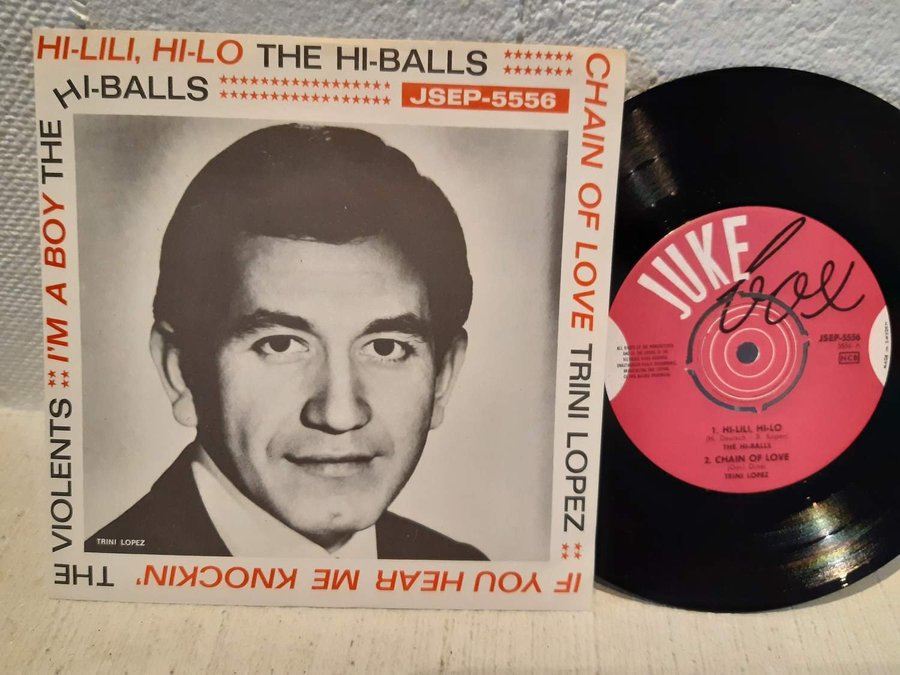 HI-LILI, HI-LO THE HI-BALLS
HI-BALLS
JSEP-5556
CHAIN OF LOVE TRINI LOPEZ
IF YOU HEAR ME KNOCKIN'
THE VIOLENTS I'M A BOY THE
TRINI LOPEZ
JUKE box
JSEP-5556
5556 A
NCB
1. HI-LILI, HI-LO
THE HI-BALLS
2. CHAIN OF LOVE
TRINI LOPEZ